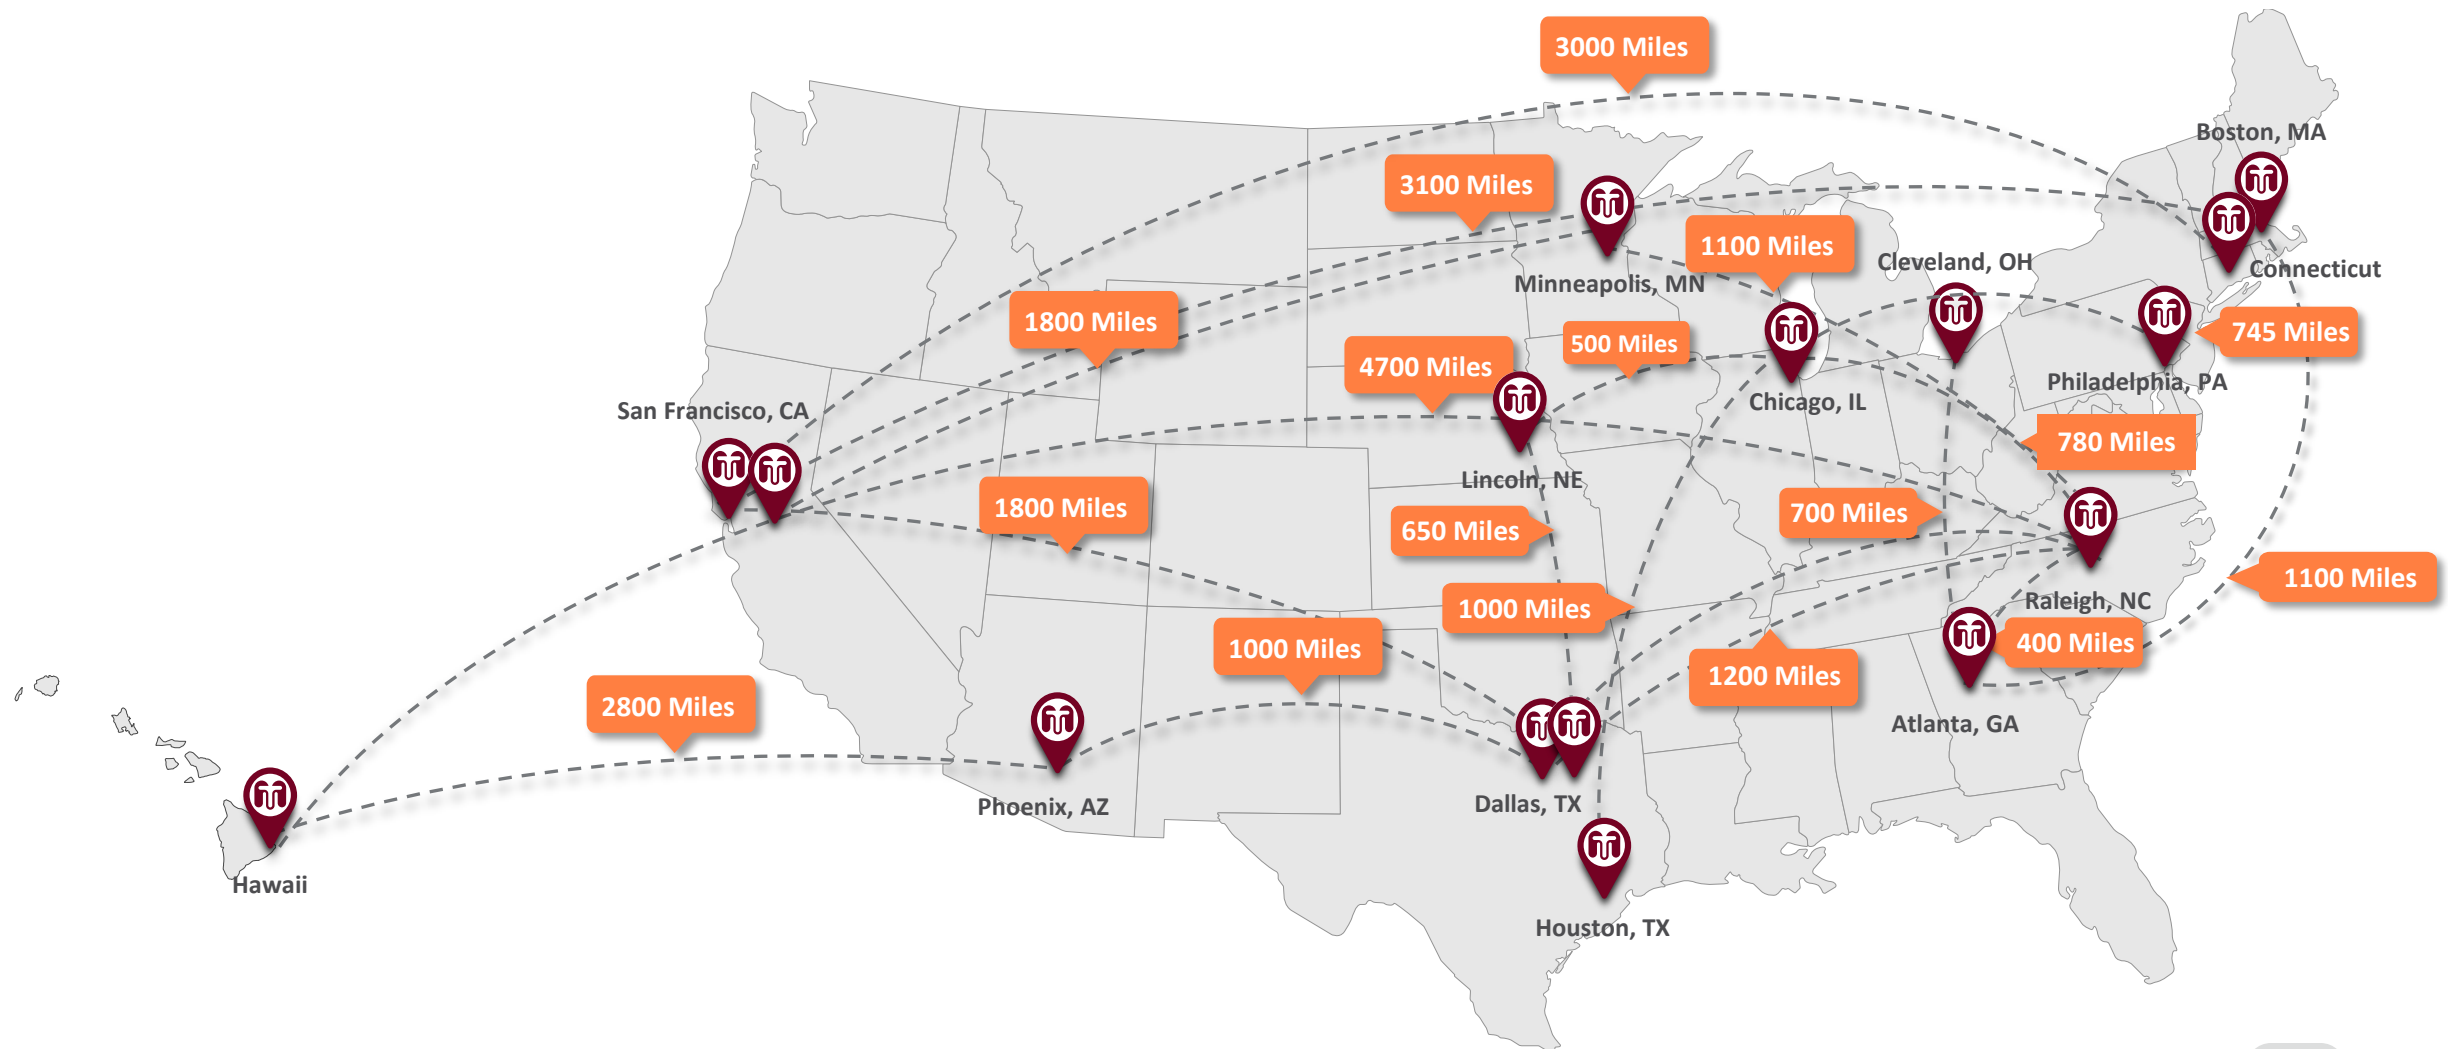 3000 Miles
Boston, MA
3100 Miles
1100 Miles
Cleveland, OH
Connecticut
Minneapolis, MN
1800 Miles
745 Miles
500 Miles
4700 Miles
Philadelphia, PA
Chicago, IL
San Francisco, CA
780 Miles
Lincoln, NE
1800 Miles
700 Miles
650 Miles
1100 Miles
Raleigh, NC
1000 Miles
400 Miles
1000 Miles
1200 Miles
2800 Miles
Atlanta, GA
Dallas, TX
Phoenix, AZ
Hawaii
Houston, TX